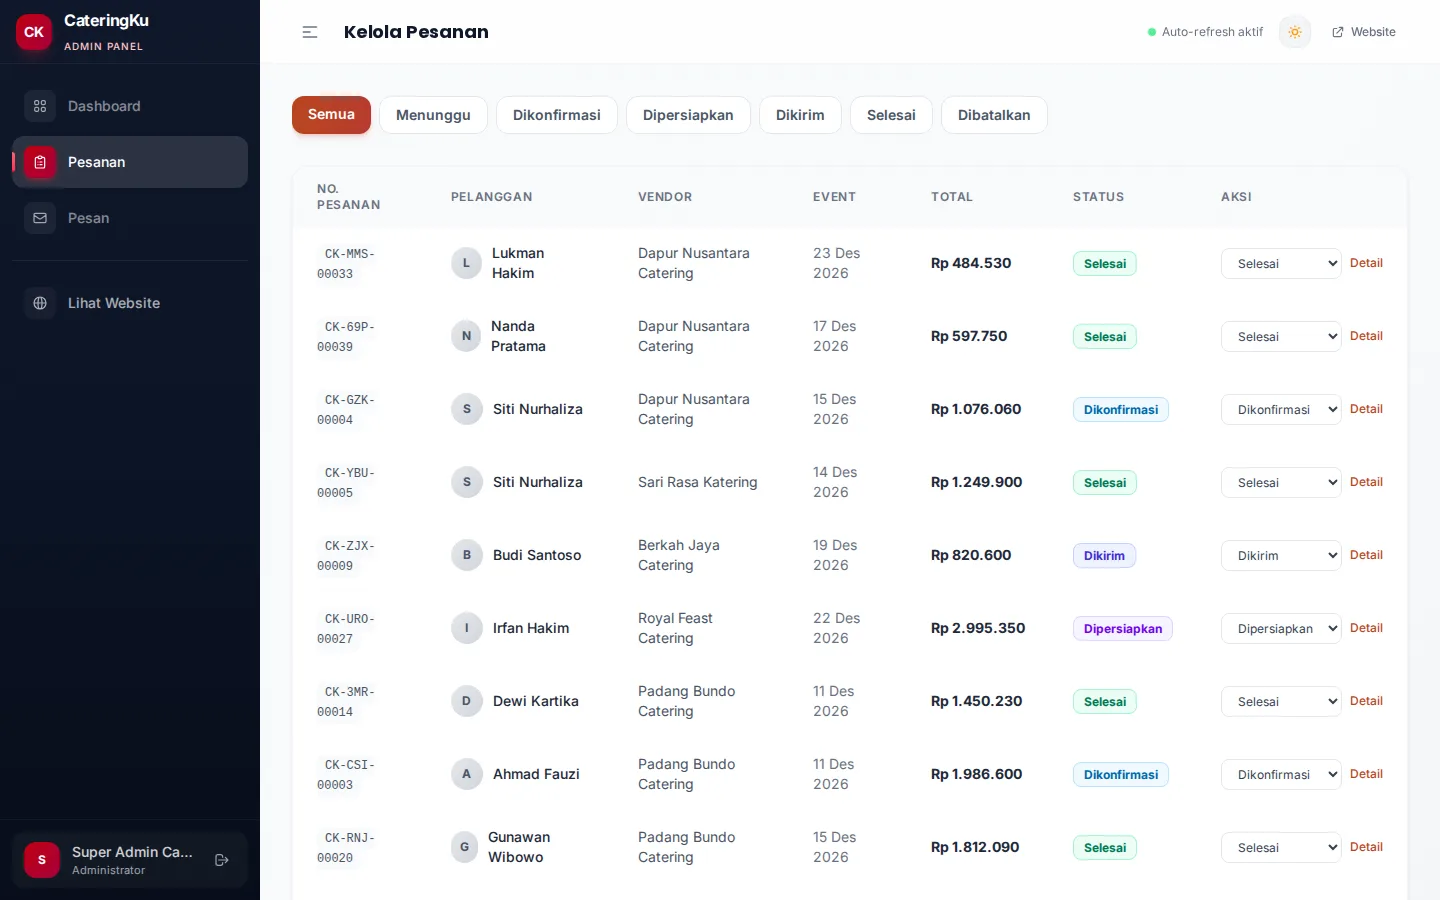 CK
CateringKu
ADMIN PANEL
Dashboard
Pesanan
Pesan
Lihat Website
S
Super Admin Ca...
Administrator
Kelola Pesanan
Auto-refresh aktif
Website
Semua
Menunggu
Dikonfirmasi
Dipersiapkan
Dikirim
Selesai
Dibatalkan
NO. PESANAN PELANGGAN VENDOR EVENT TOTAL STATUS AKSI
CK-MMS-00033 L Lukman Hakim Dapur Nusantara Catering 23 Des 2026 Rp 484.530 Selesai Selesai Detail
CK-69P-00039 N Nanda Pratama Dapur Nusantara Catering 17 Des 2026 Rp 597.750 Selesai Selesai Detail
CK-GZK-00004 S Siti Nurhaliza Dapur Nusantara Catering 15 Des 2026 Rp 1.076.060 Dikonfirmasi Dikonfirmasi Detail
CK-YBU-00005 S Siti Nurhaliza Sari Rasa Katering 14 Des 2026 Rp 1.249.900 Selesai Selesai Detail
CK-ZJX-00009 B Budi Santoso Berkah Jaya Catering 19 Des 2026 Rp 820.600 Dikirim Dikirim Detail
CK-URO-00027 I Irfan Hakim Royal Feast Catering 22 Des 2026 Rp 2.995.350 Dipersiapkan Dipersiapkan Detail
CK-3MR-00014 D Dewi Kartika Padang Bundo Catering 11 Des 2026 Rp 1.450.230 Selesai Selesai Detail
CK-CSI-00003 A Ahmad Fauzi Padang Bundo Catering 11 Des 2026 Rp 1.986.600 Dikonfirmasi Dikonfirmasi Detail
CK-RNJ-00020 G Gunawan Wibowo Padang Bundo Catering 15 Des 2026 Rp 1.812.090 Selesai Selesai Detail